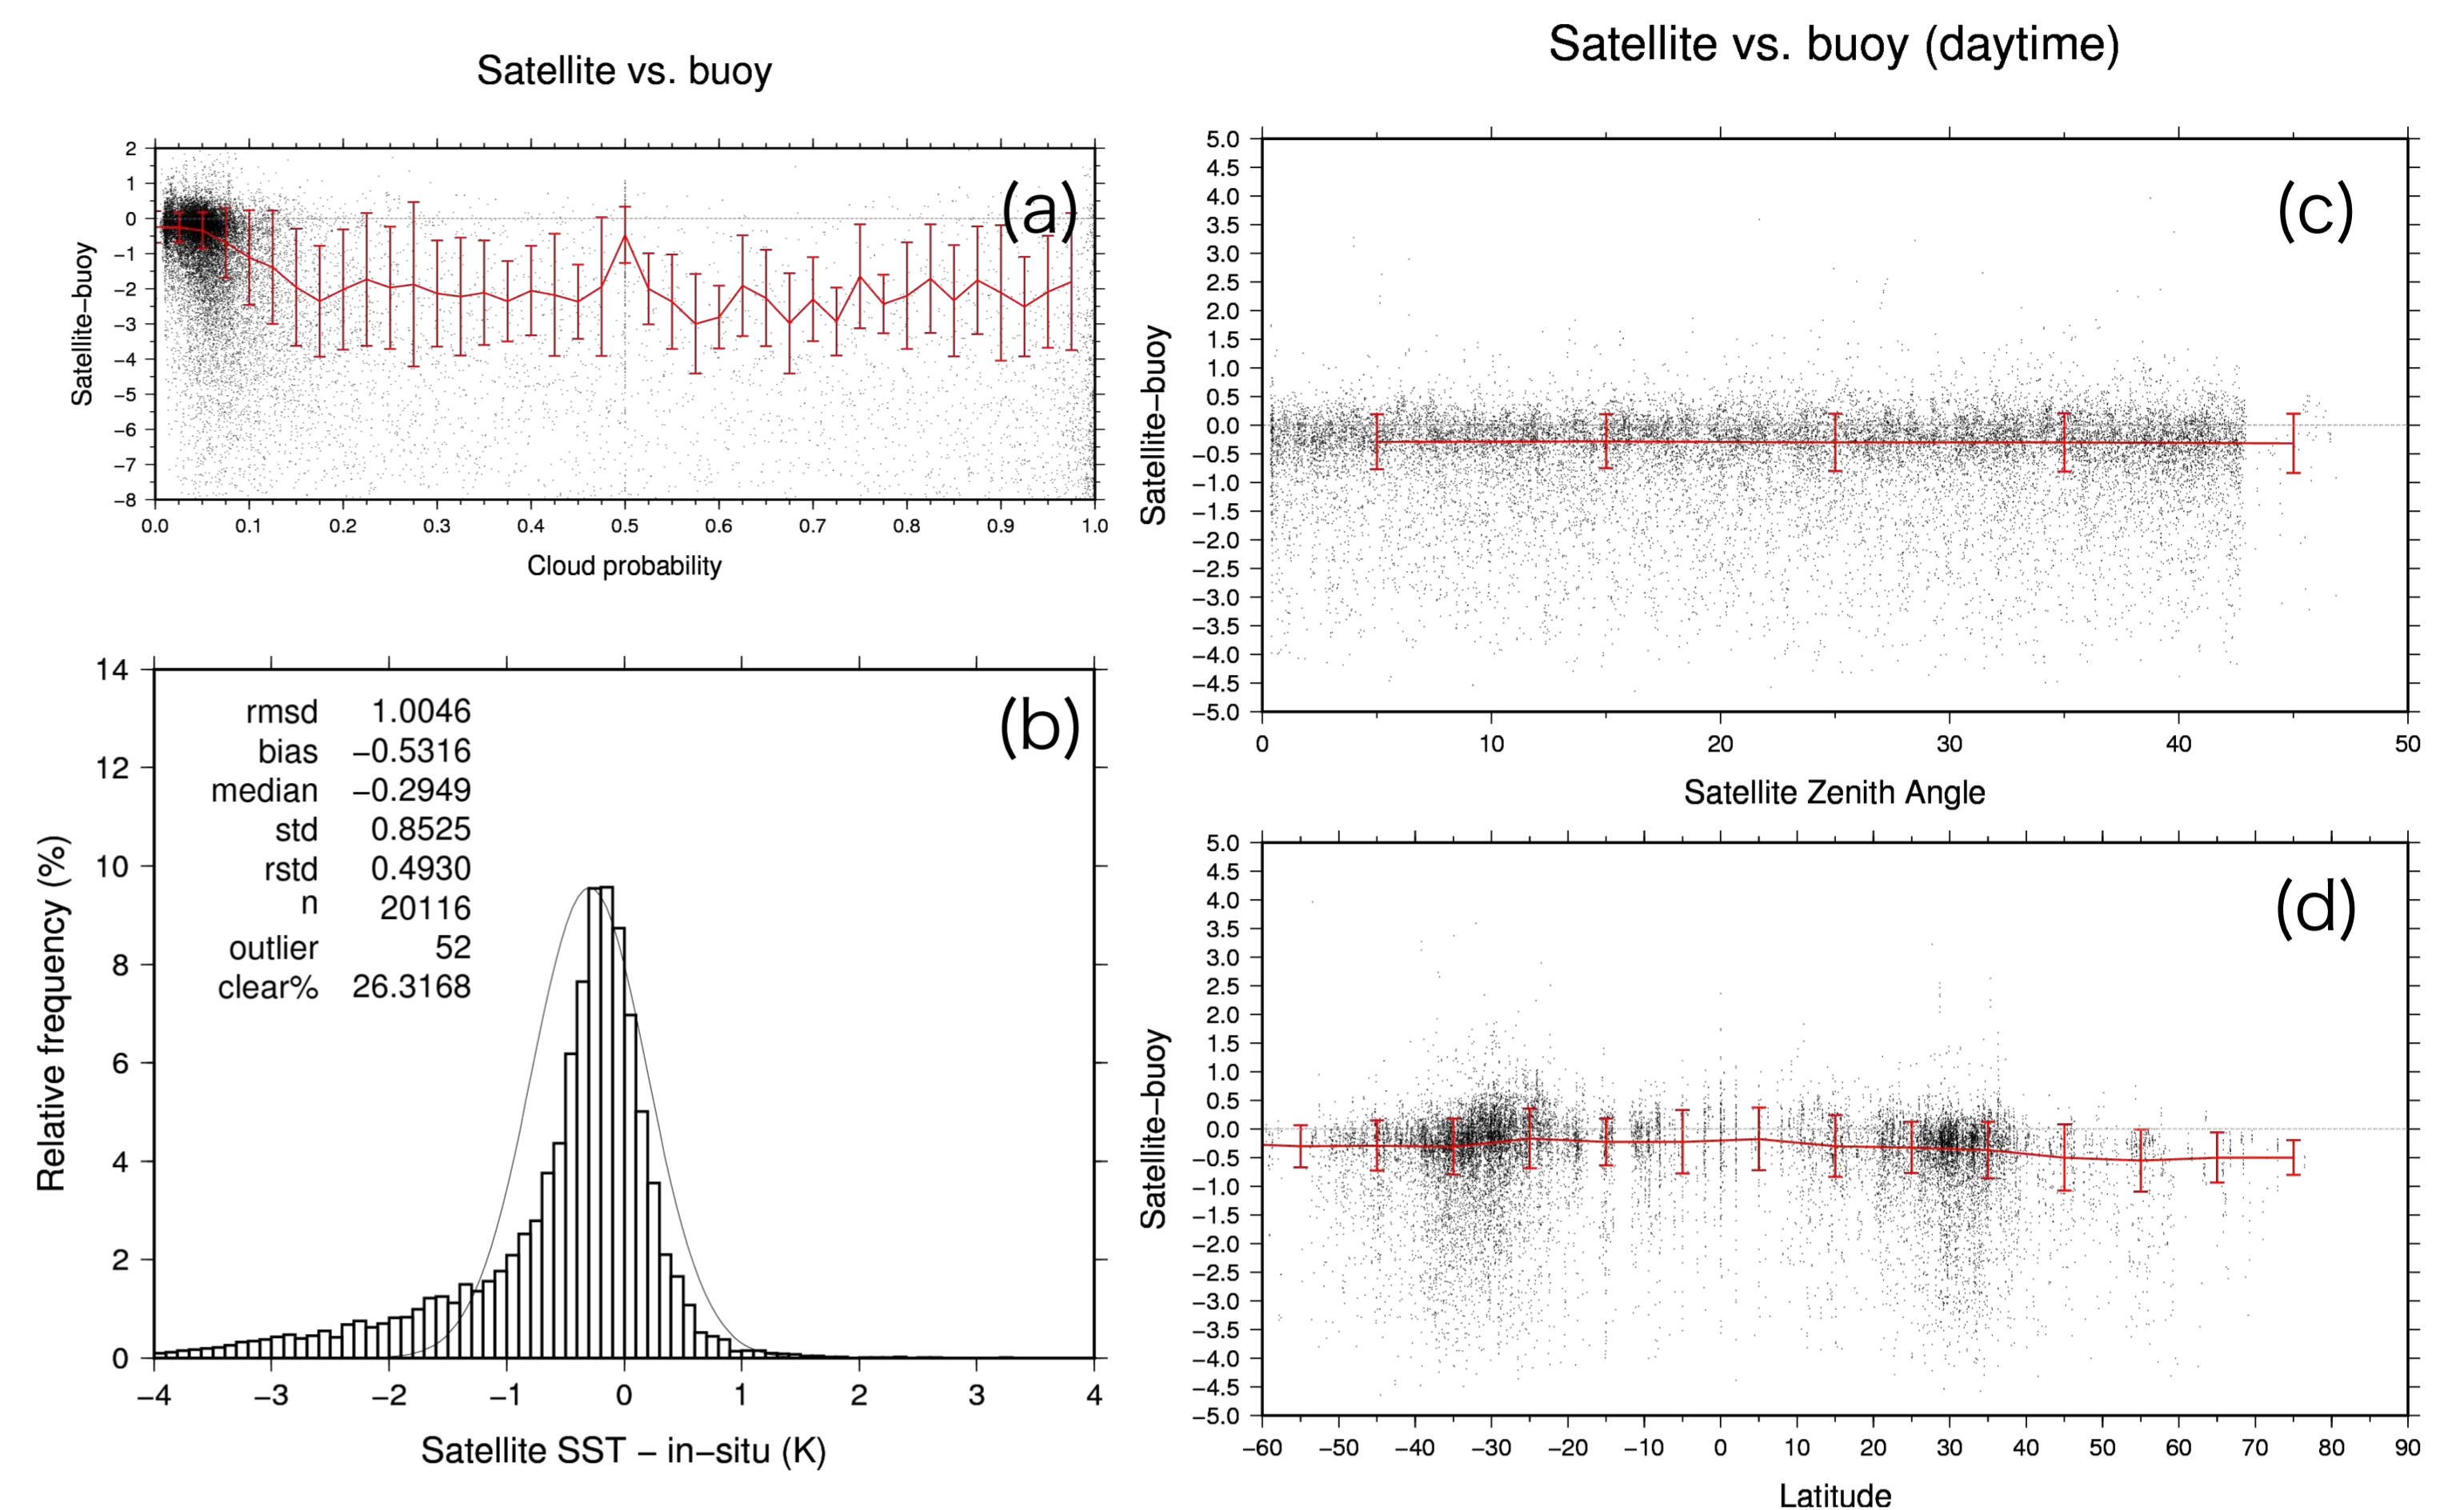 Satellite vs. buoy
(a)
2
1
0
−1
−2
−3
−4
−5
−6
−7
−8
Satellite−buoy
0.0 0.1 0.2 0.3 0.4 0.5 0.6 0.7 0.8 0.9 1.0
Cloud probability
(b)
14
12
10
8
6
4
2
0
Relative frequency (%)
rmsd 1.0046
bias −0.5316
median −0.2949
std 0.8525
rstd 0.4930
n 20116
outlier 52
clear% 26.3168
−4 −3 −2 −1 0 1 2 3 4
Satellite SST − in−situ (K)
Satellite vs. buoy (daytime)
(c)
5.0
4.5
4.0
3.5
3.0
2.5
2.0
1.5
1.0
0.5
0.0
−0.5
−1.0
−1.5
−2.0
−2.5
−3.0
−3.5
−4.0
−4.5
−5.0
Satellite−buoy
0 10 20 30 40 50
Satellite Zenith Angle
(d)
5.0
4.5
4.0
3.5
3.0
2.5
2.0
1.5
1.0
0.5
0.0
−0.5
−1.0
−1.5
−2.0
−2.5
−3.0
−3.5
−4.0
−4.5
−5.0
Satellite−buoy
−60 −50 −40 −30 −20 −10 0 10 20 30 40 50 60 70 80 90
Latitude